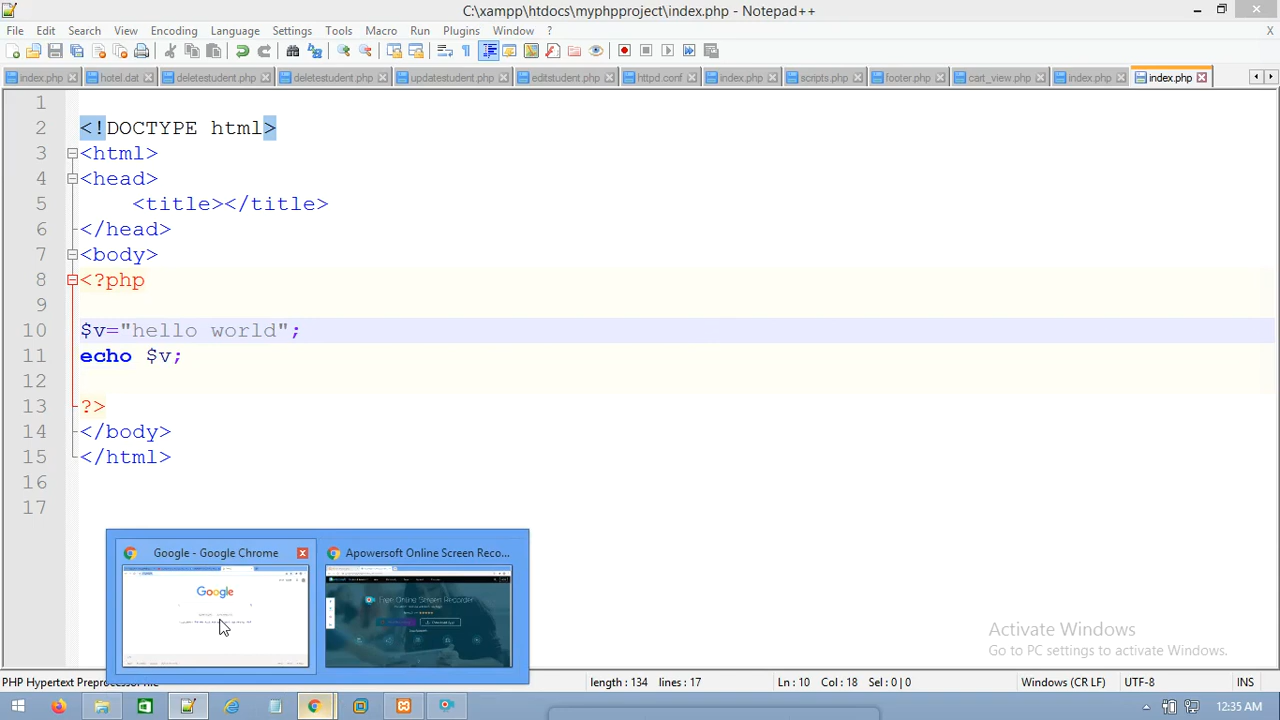 C:\xampp\htdocs\myphpproject\index.php - Notepad++
File Edit Search View Encoding Language Settings Tools Macro Run Plugins Window ? X
index.php hotel.dat deletestudent.php deletestudent.php updatestudent.php editstudent.php httpd.conf index.php scripts.php footer.php cart_view.php index.php index.php
1
2 <!DOCTYPE html>
3 <html>
4 <head>
5 <title></title>
6 </head>
7 <body>
8 <?php
9
10 $v="hello world";
11 echo $v;
12
13 ?>
14 </body>
15 </html>
16
17
Google - Google Chrome Apowersoft Online Screen Reco...
Google
Free Online Screen Recorder
Activate Windows
Go to PC settings to activate Windows.
PHP Hypertext Preprocessor file length : 134 lines : 17 Ln : 10 Col : 18 Sel : 0 | 0 Windows (CR LF) UTF-8 INS
12:35 AM